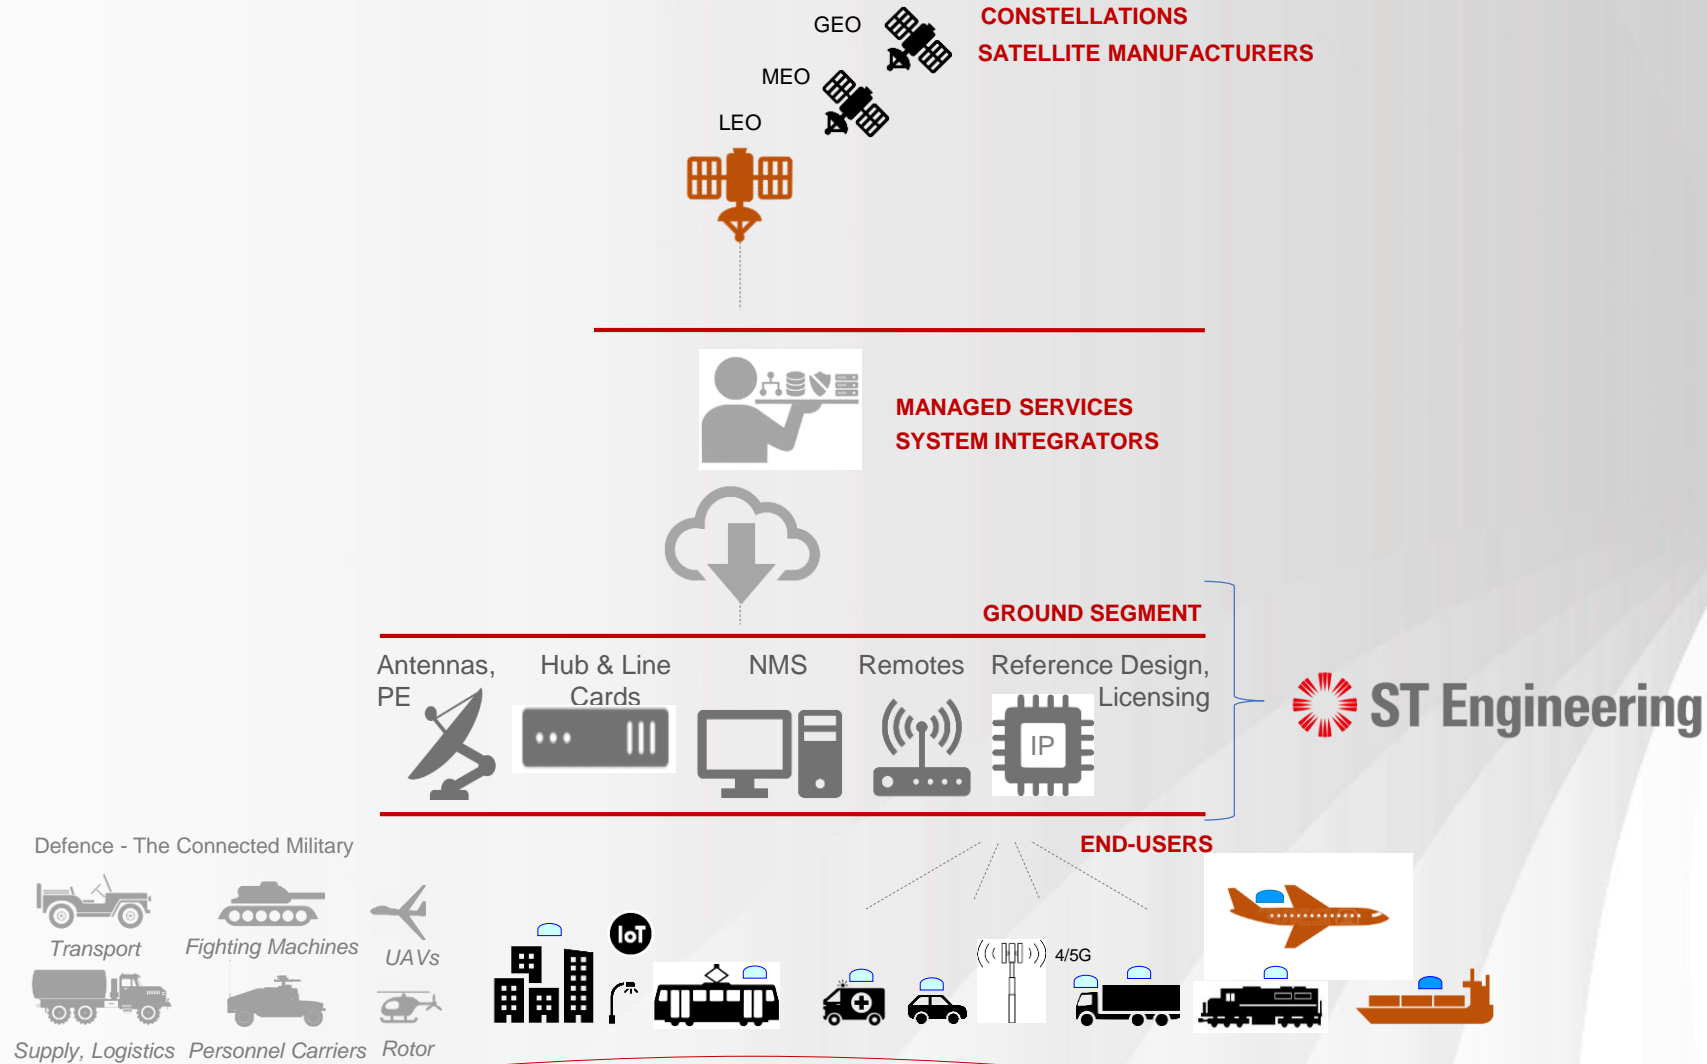 GEO
CONSTELLATIONS
SATELLITE MANUFACTURERS
MEO
LEO
MANAGED SERVICES
SYSTEM INTEGRATORS
GROUND SEGMENT
Antennas,
PE
Hub & Line
Cards
NMS
Remotes
Reference Design,
Licensing
IP
ST Engineering
END-USERS
Defence - The Connected Military
Transport
Fighting Machines
UAVs
Supply, Logistics
Personnel Carriers
Rotor
IoT
4/5G